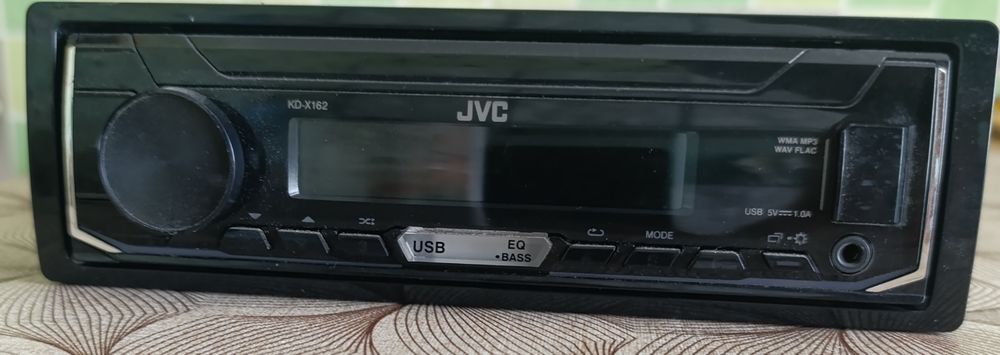 KD-X162
JVC
WMA MP3
WAV FLAC
USB 5V⎓1.0A
USB
EQ
•BASS
MODE